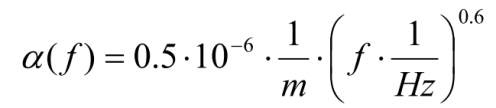 α(f) = 0.5·10⁻⁶ · 1/m · (f · 1/Hz)^0.6